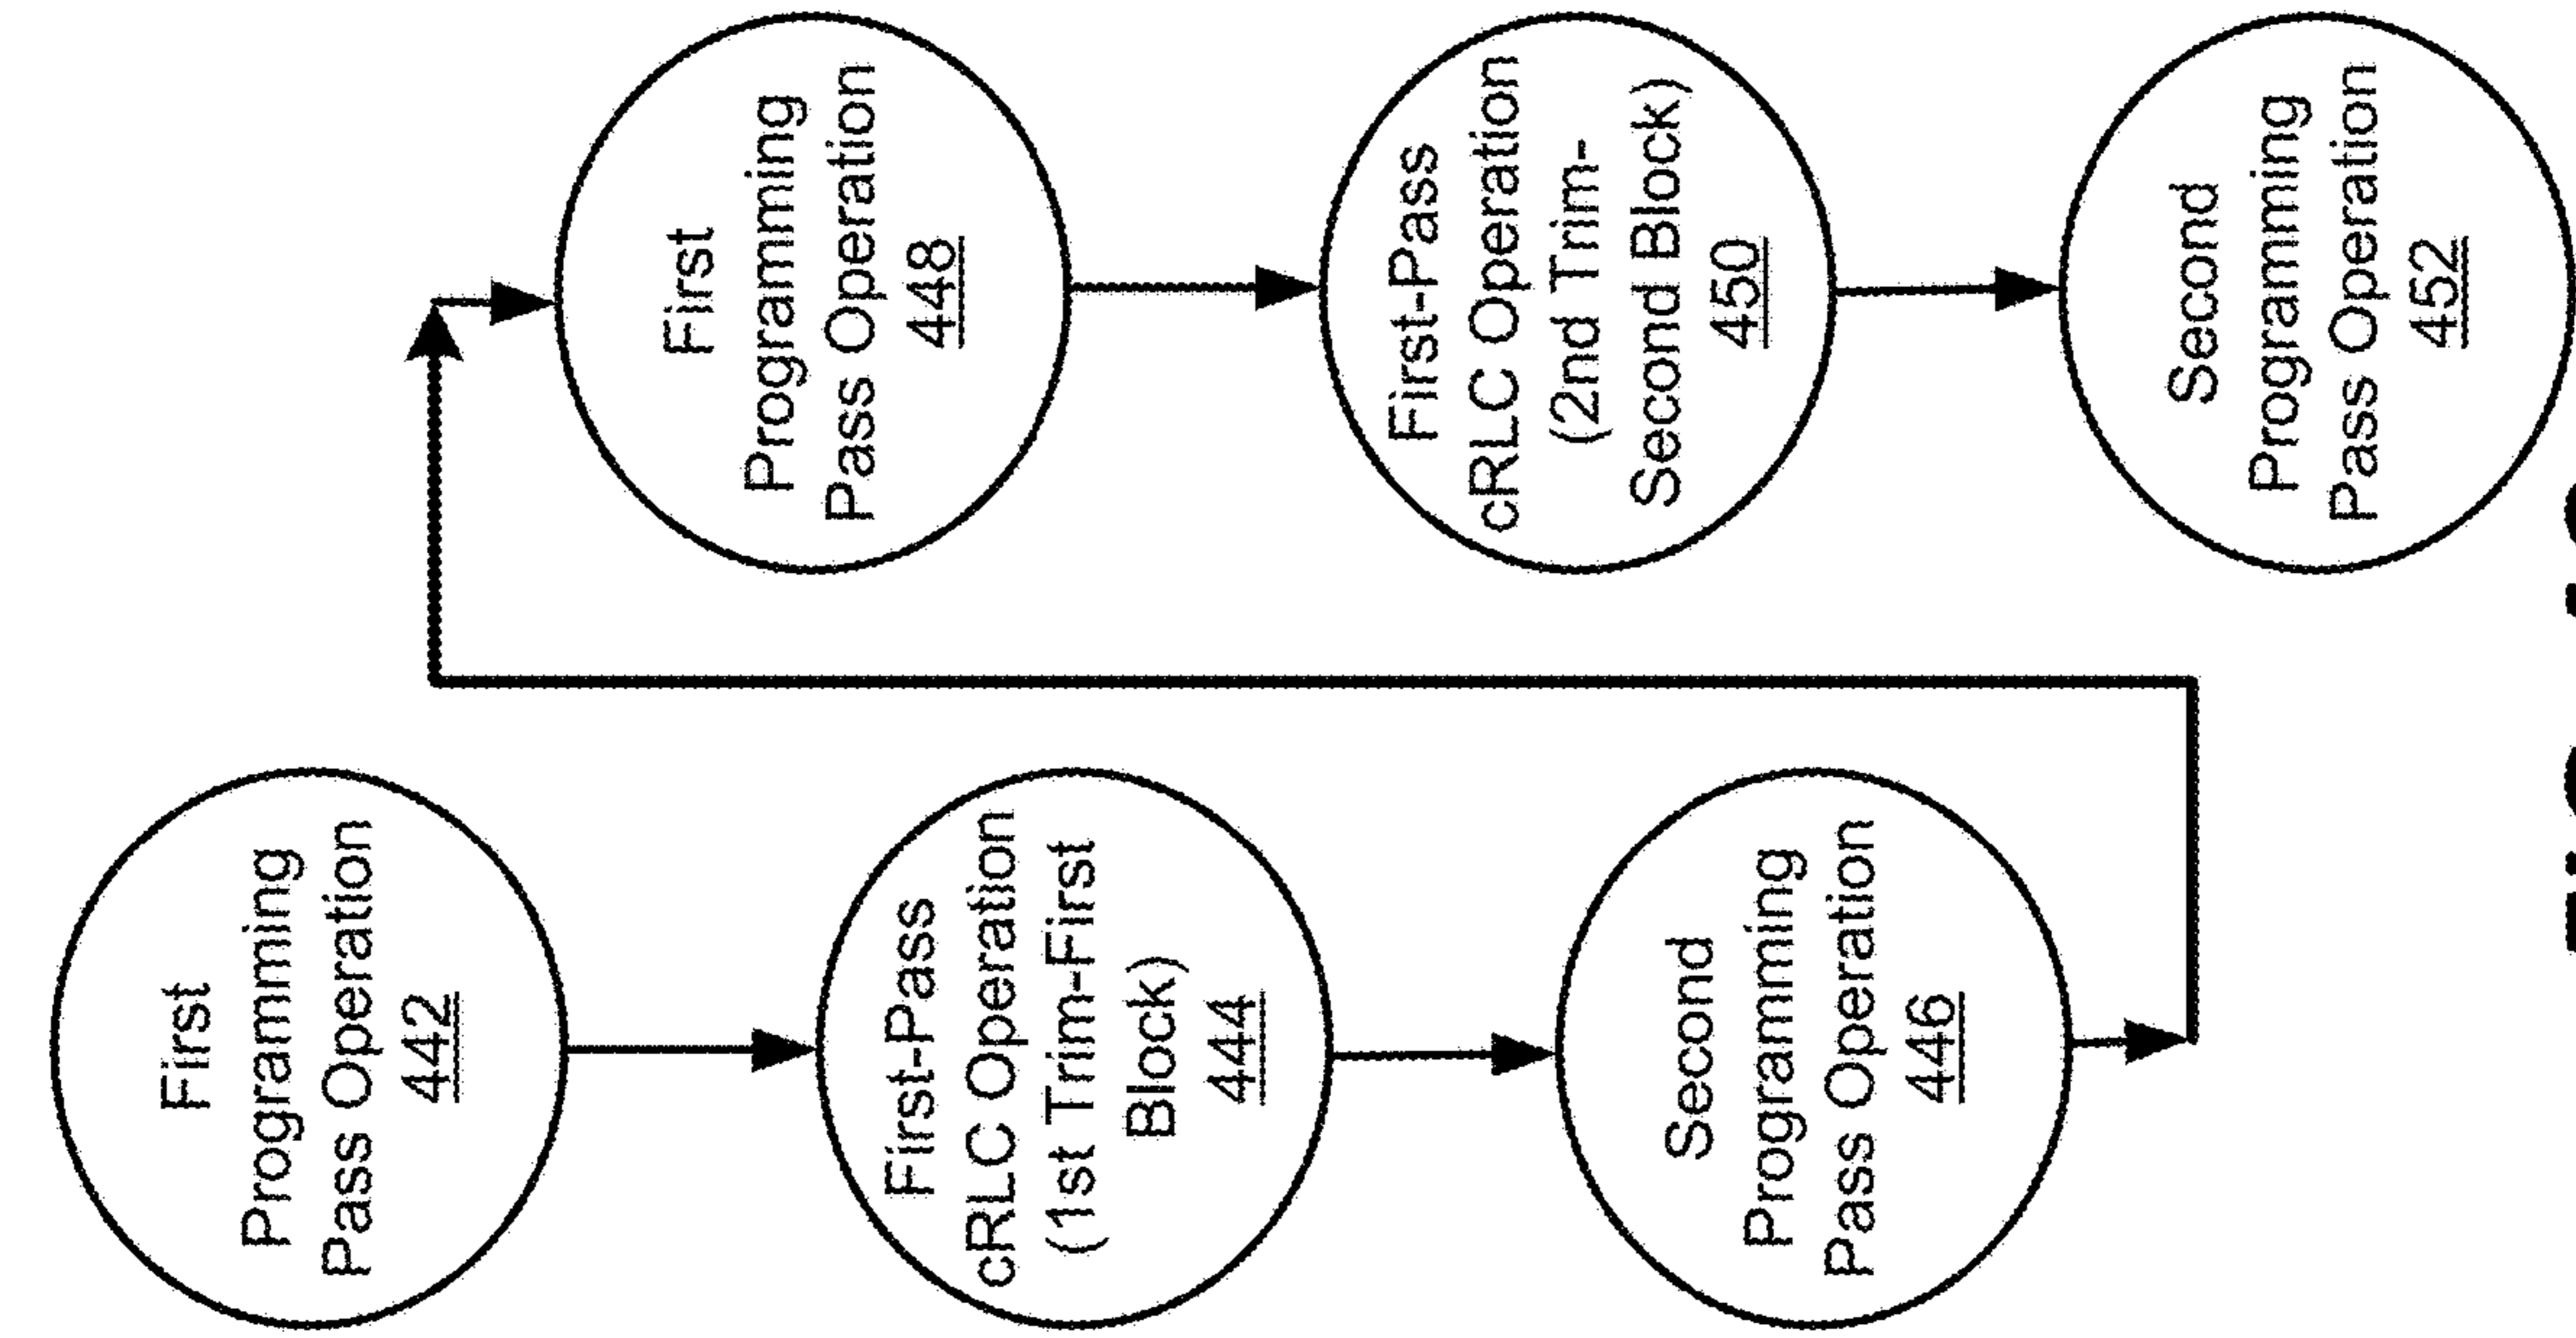 First
Programming
Pass Operation
442
First-Pass
cRLC Operation
(1st Trim-First
Block)
444
Second
Programming
Pass Operation
446
First
Programming
Pass Operation
448
First-Pass
cRLC Operation
(2nd Trim-
Second Block)
450
Second
Programming
Pass Operation
452